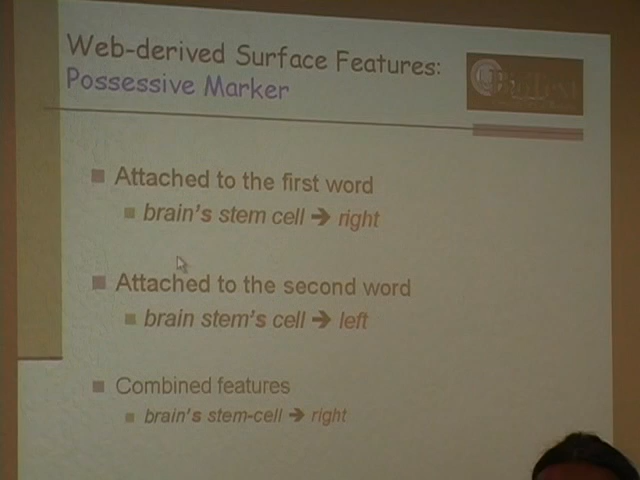 Web-derived Surface Features:
Possessive Marker
Attached to the first word
brain's stem cell ➔ right
Attached to the second word
brain stem's cell ➔ left
Combined features
brain's stem-cell ➔ right